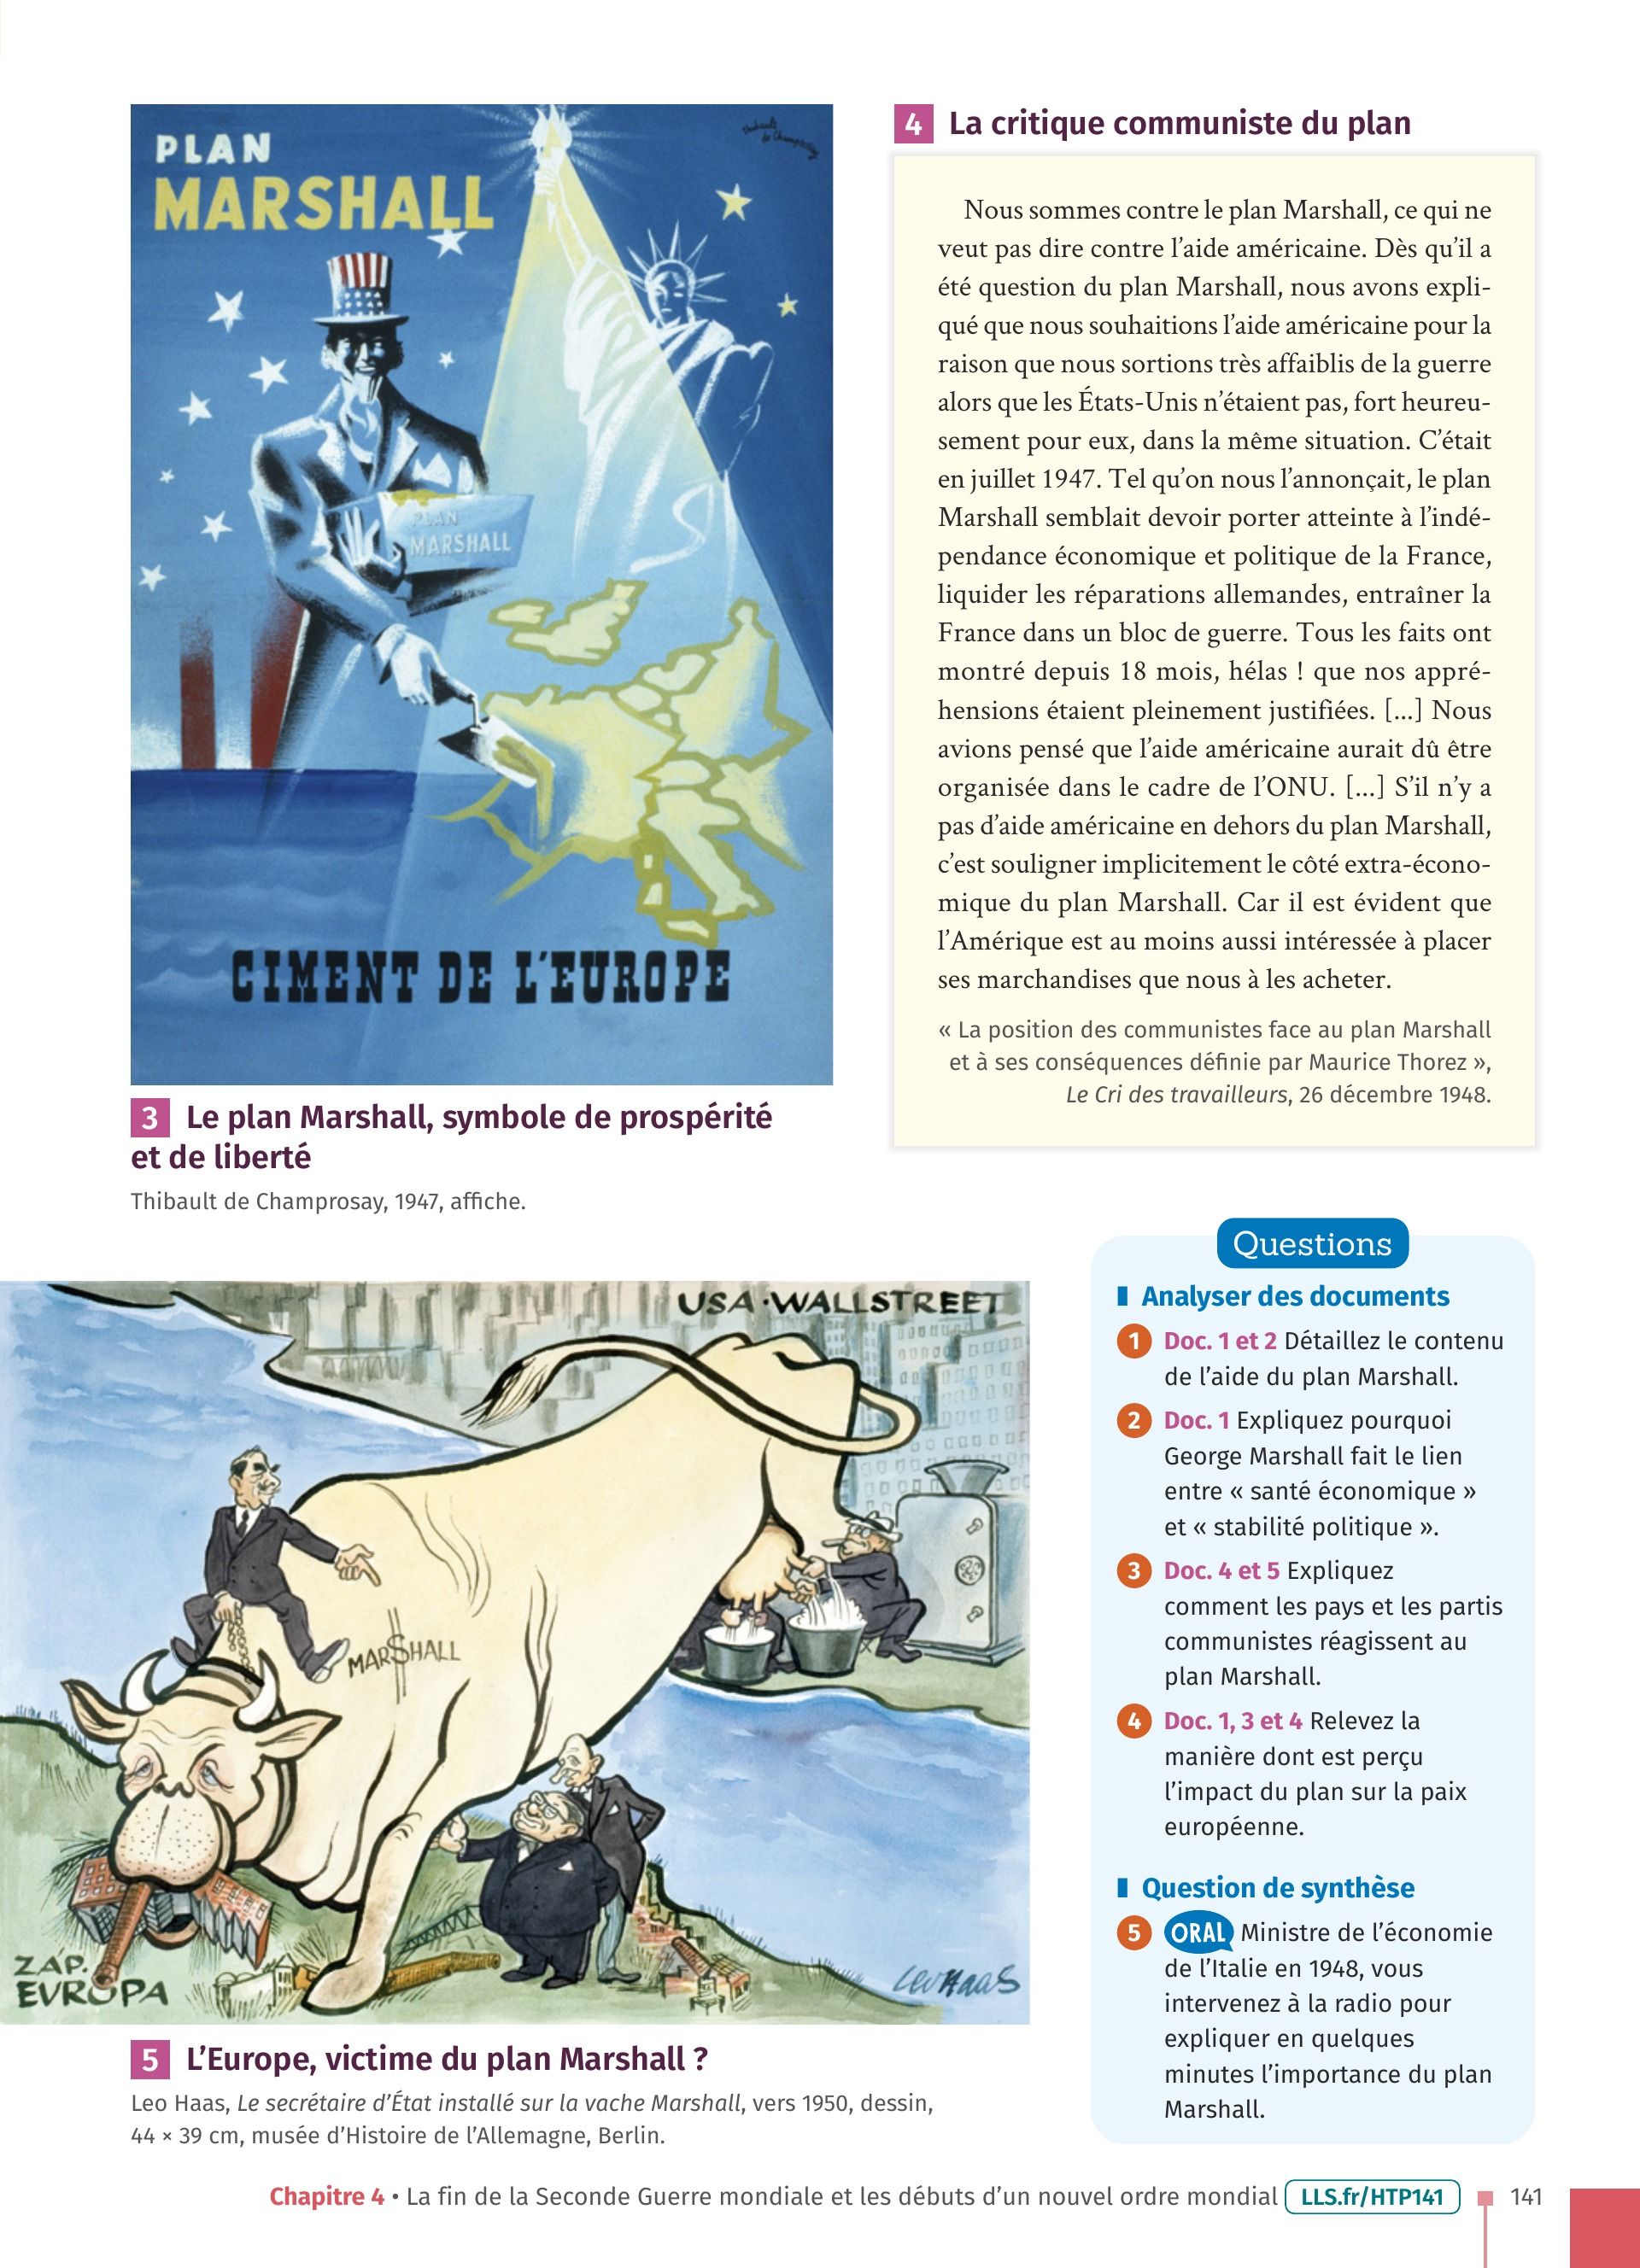 PLAN
MARSHALL
Thibault
de Champrosay
PLAN
MARSHALL
CIMENT DE L'EUROPE
3 Le plan Marshall, symbole de prospérité
et de liberté
Thibault de Champrosay, 1947, affiche.
4 La critique communiste du plan
Nous sommes contre le plan Marshall, ce qui ne
veut pas dire contre l’aide américaine. Dès qu’il a
été question du plan Marshall, nous avons expli-
qué que nous souhaitions l’aide américaine pour la
raison que nous sortions très affaiblis de la guerre
alors que les États-Unis n’étaient pas, fort heureu-
sement pour eux, dans la même situation. C’était
en juillet 1947. Tel qu’on nous l’annonçait, le plan
Marshall semblait devoir porter atteinte à l’indé-
pendance économique et politique de la France,
liquider les réparations allemandes, entraîner la
France dans un bloc de guerre. Tous les faits ont
montré depuis 18 mois, hélas ! que nos appré-
hensions étaient pleinement justifiées. [...] Nous
avions pensé que l’aide américaine aurait dû être
organisée dans le cadre de l’ONU. [...] S’il n’y a
pas d’aide américaine en dehors du plan Marshall,
c’est souligner implicitement le côté extra-écono-
mique du plan Marshall. Car il est évident que
l’Amérique est au moins aussi intéressée à placer
ses marchandises que nous à les acheter.
« La position des communistes face au plan Marshall
et à ses conséquences définie par Maurice Thorez »,
Le Cri des travailleurs, 26 décembre 1948.
USA·WALLSTREET
MARSHALL
ZÁP.
EVROPA
Leo Haas
5 L’Europe, victime du plan Marshall ?
Leo Haas, Le secrétaire d’État installé sur la vache Marshall, vers 1950, dessin,
44 × 39 cm, musée d’Histoire de l’Allemagne, Berlin.
Questions
Analyser des documents
1 Doc. 1 et 2 Détaillez le contenu
de l’aide du plan Marshall.
2 Doc. 1 Expliquez pourquoi
George Marshall fait le lien
entre « santé économique »
et « stabilité politique ».
3 Doc. 4 et 5 Expliquez
comment les pays et les partis
communistes réagissent au
plan Marshall.
4 Doc. 1, 3 et 4 Relevez la
manière dont est perçu
l’impact du plan sur la paix
européenne.
Question de synthèse
5 ORAL Ministre de l’économie
de l’Italie en 1948, vous
intervenez à la radio pour
expliquer en quelques
minutes l’importance du plan
Marshall.
Chapitre 4 • La fin de la Seconde Guerre mondiale et les débuts d’un nouvel ordre mondial LLS.fr/HTP141 141